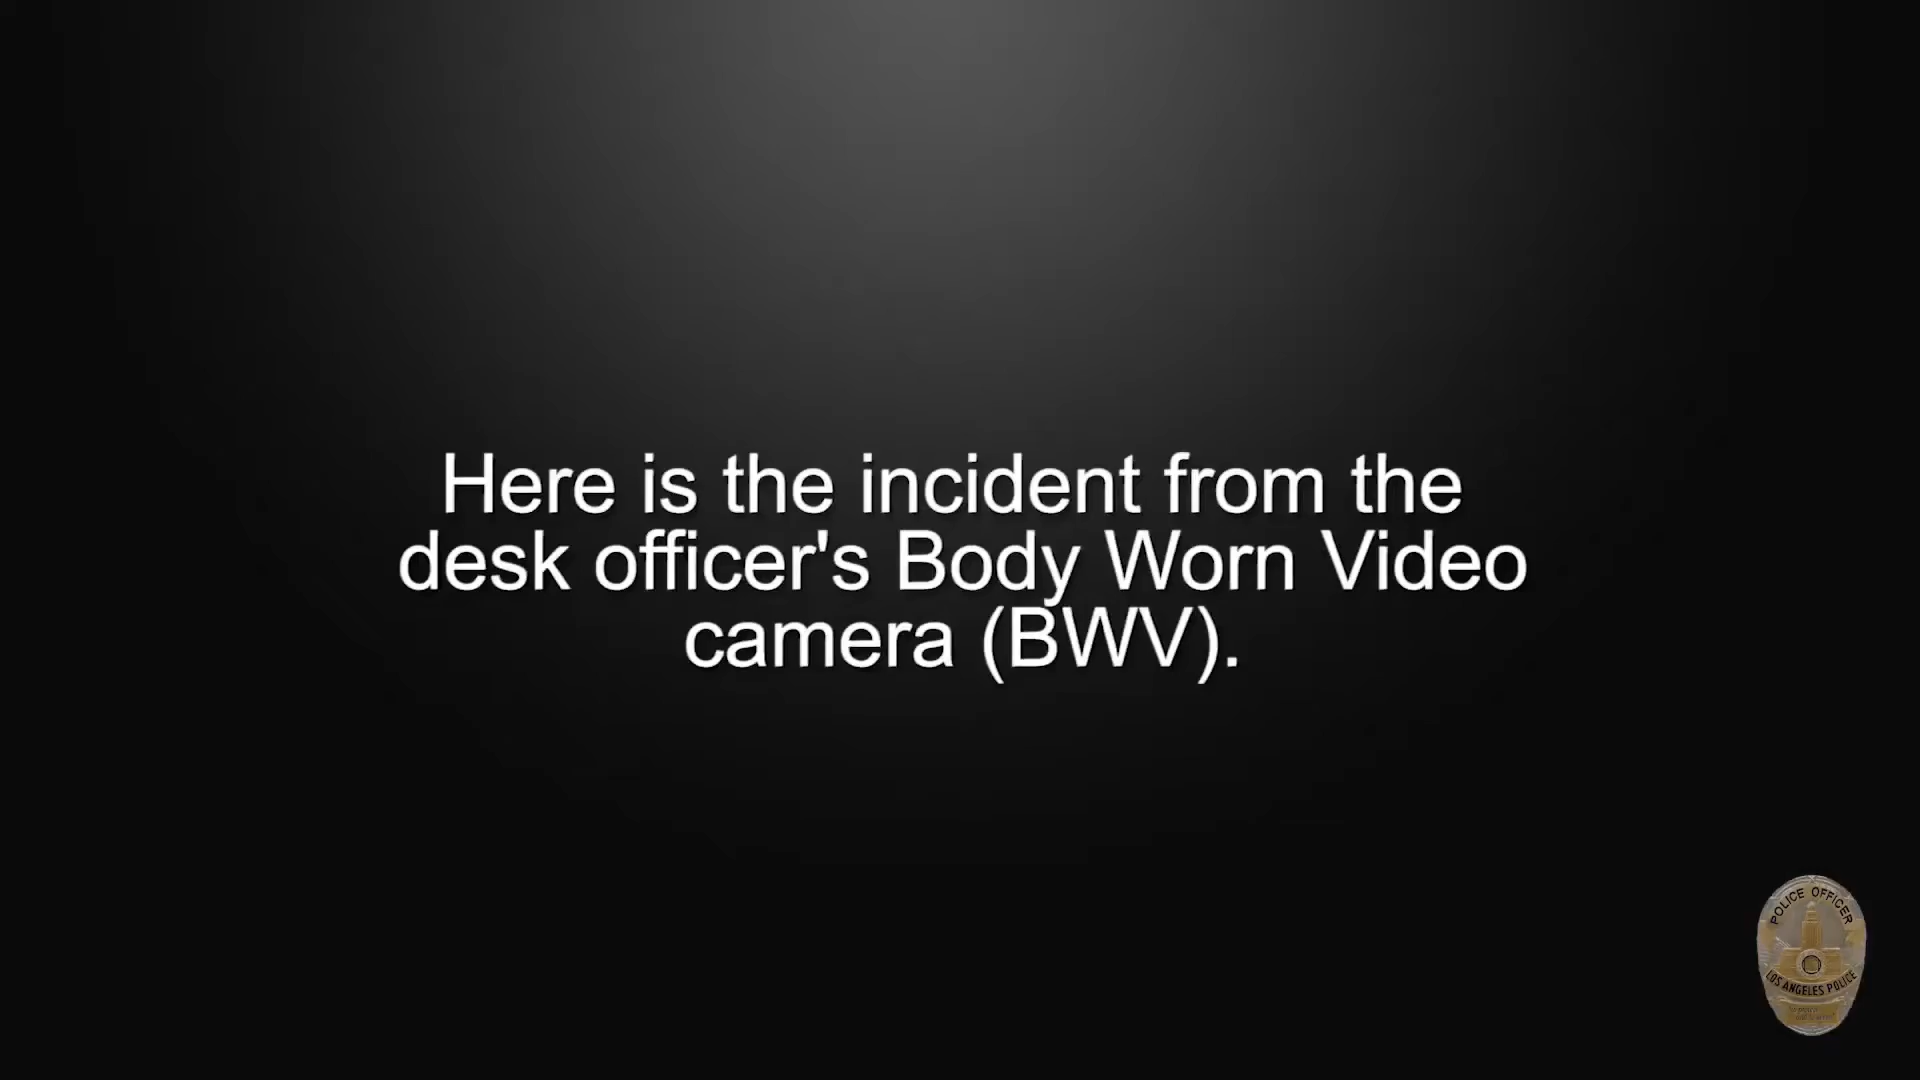 Here is the incident from the
desk officer's Body Worn Video
camera (BWV).
POLICE OFFICER
LOS ANGELES POLICE